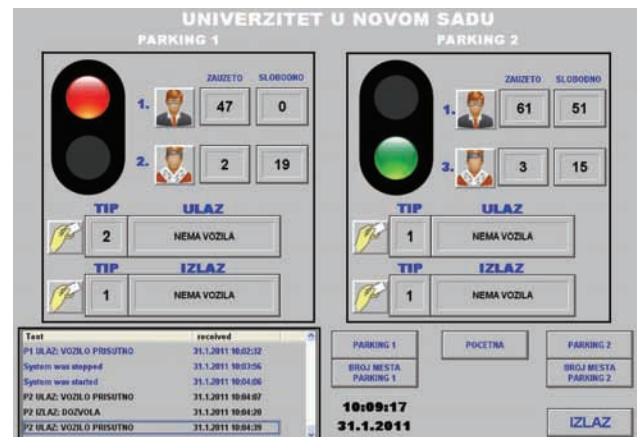 UNIVERZITET U NOVOM SADU
PARKING 1
ZAUZETO SLOBODNO
1. 47 0
2. 2 19
TIP ULAZ
2 NEMA VOZILA
TIP IZLAZ
1 NEMA VOZILA
PARKING 2
ZAUZETO SLOBODNO
1. 61 51
3. 3 15
TIP ULAZ
1 NEMA VOZILA
TIP IZLAZ
1 NEMA VOZILA
Text received
P1 ULAZ: VOZILO PRISUTNO 31.1.2011 10:02:32
System was stopped 31.1.2011 10:03:56
System was started 31.1.2011 10:04:06
P2 ULAZ: VOZILO PRISUTNO 31.1.2011 10:04:07
P2 IZLAZ: DOZVOLA 31.1.2011 10:04:20
P2 ULAZ: VOZILO PRISUTNO 31.1.2011 10:04:39
PARKING 1
POCETNA
PARKING 2
BROJ MESTA
PARKING 1
BROJ MESTA
PARKING 2
10:09:17
31.1.2011
IZLAZ